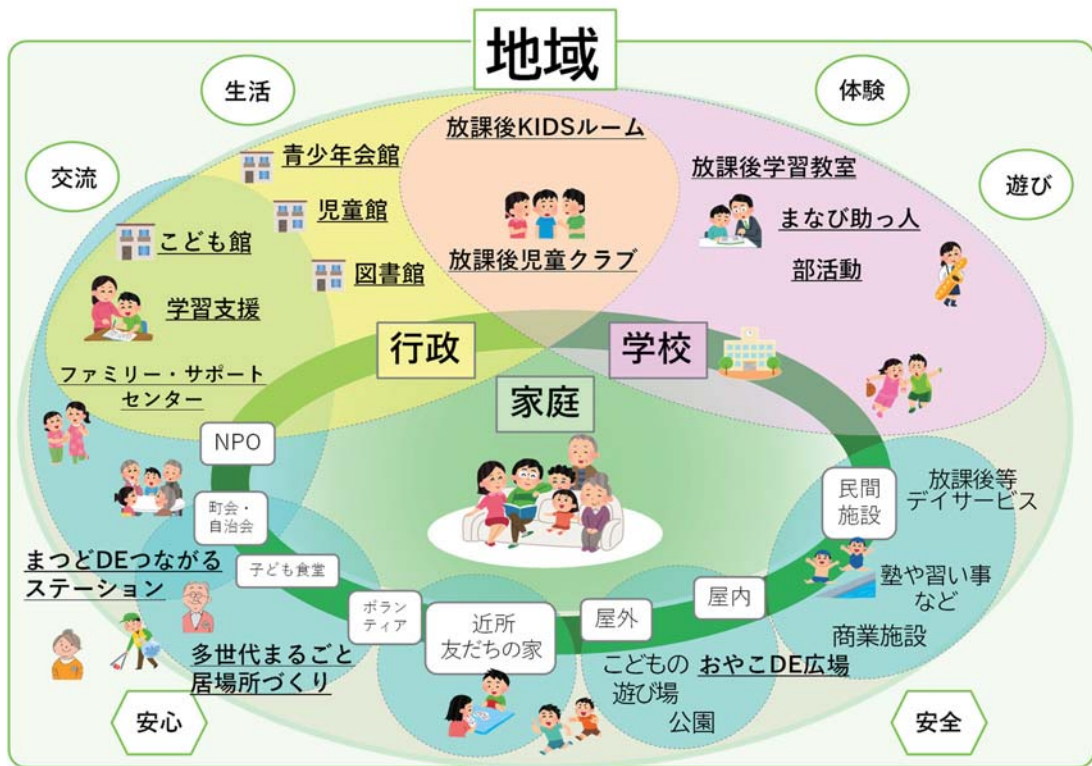 地域
生活
体験
交流
遊び
放課後KIDSルーム
放課後児童クラブ
青少年会館
児童館
こども館
図書館
学習支援
ファミリー・サポート
センター
放課後学習教室
まなび助っ人
部活動
行政
学校
家庭
NPO
町会・
自治会
子ども食堂
ボラン
ティア
近所
友だちの家
屋外
屋内
民間
施設
放課後等
デイサービス
塾や習い事
など
商業施設
まつどDEつながる
ステーション
多世代まるごと
居場所づくり
こどもの
遊び場
公園
おやこDE広場
安心
安全